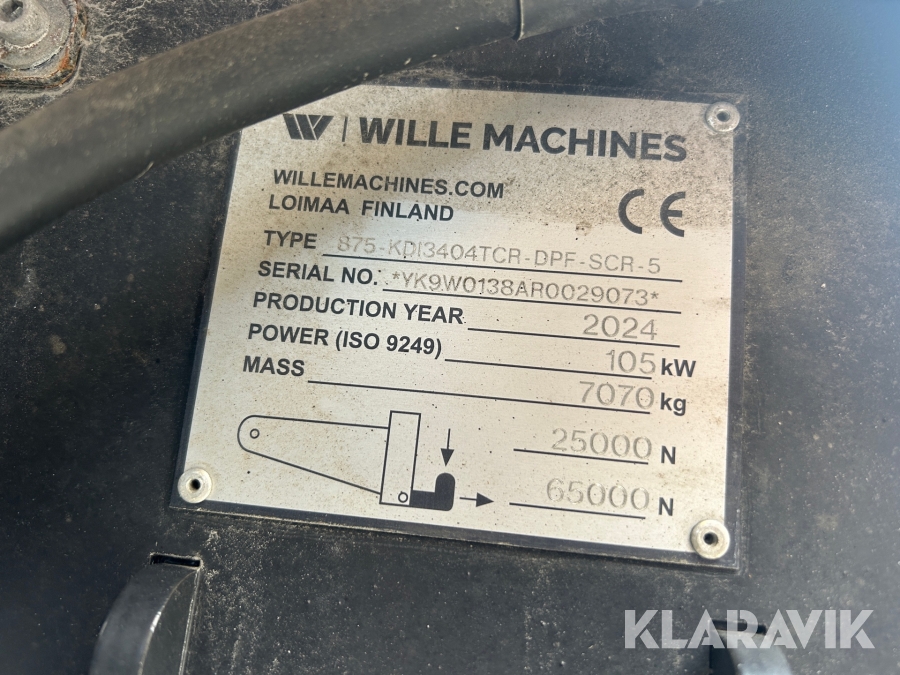 WILLE MACHINES
WILLEMACHINES.COM
LOIMAA FINLAND
CE
TYPE 875-KDI3404TCR-DPF-SCR-5
SERIAL NO. *YK9W0138AR0029073*
PRODUCTION YEAR 2024
POWER (ISO 9249) 105 kW
MASS 7070 kg
25000 N
65000 N
KLARAVIK